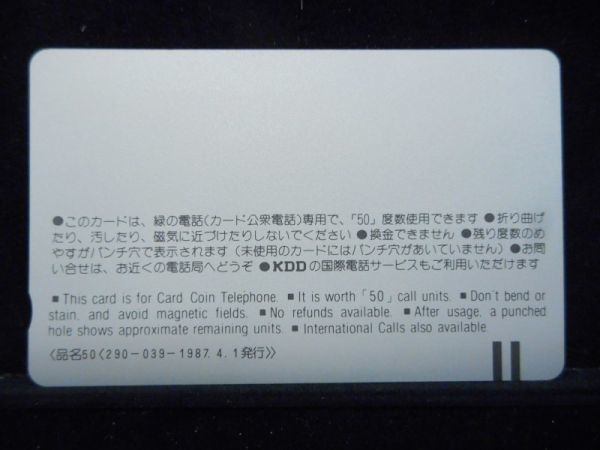 ●このカードは、緑の電話(カード公衆電話)専用で、「50」度数使用できます ●折り曲げ
たり、汚したり、磁気に近づけたりしないでください ●換金できません ●残り度数のめ
やすがパンチ穴で表示されます(未使用のカードにはパンチ穴があいていません) ●お問
い合せは、お近くの電話局へどうぞ ●KDDの国際電話サービスもご利用いただけます
■ This card is for Card Coin Telephone. ■ It is worth「50」call units. ■ Don't bend or
stain, and avoid magnetic fields. ■ No refunds available. ■ After usage, a punched
hole shows approximate remaining units. ■ International Calls also available.
〈品名50〈290-039-1987.4.1発行〉〉